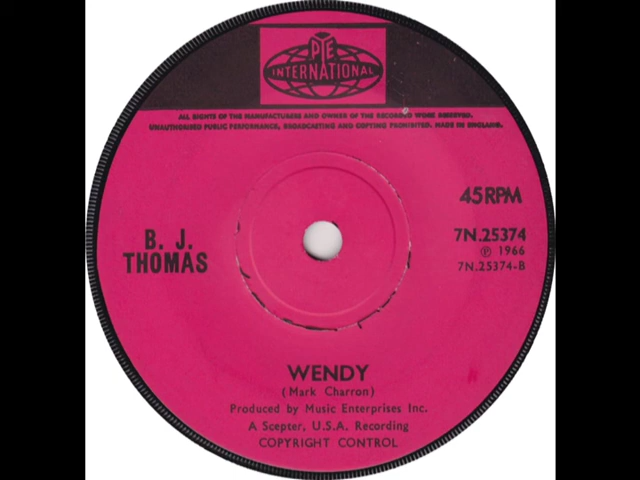 PYE
INTERNATIONAL
ALL RIGHTS OF THE MANUFACTURERS AND OWNER OF THE RECORDED WORK RESERVED.
UNAUTHORISED PUBLIC PERFORMANCE, BROADCASTING AND COPYING PROHIBITED. MADE IN ENGLAND.
45RPM
B. J.
THOMAS
7N.25374
Ⓟ 1966
7N.25374-B
WENDY
(Mark Charron)
Produced by Music Enterprises Inc.
A Scepter, U.S.A. Recording
COPYRIGHT CONTROL